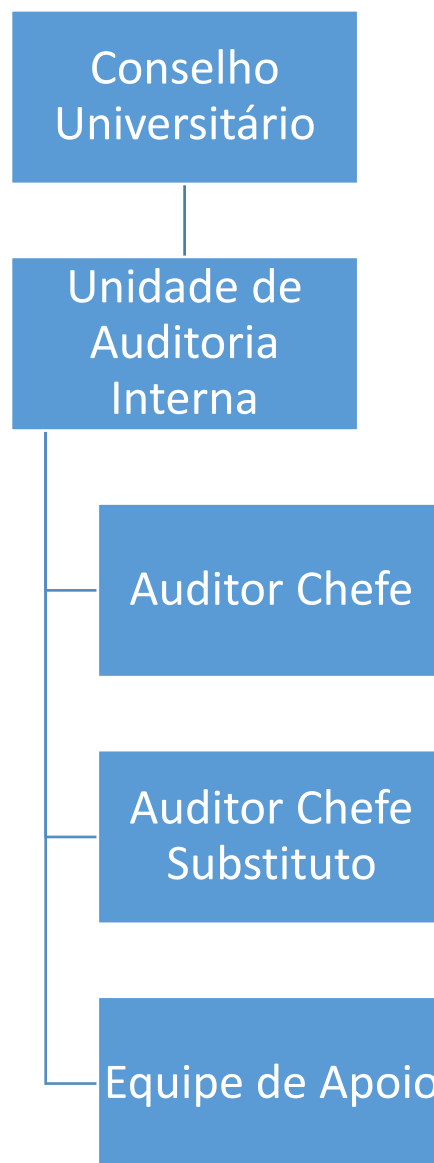 Conselho
Universitário
Unidade de
Auditoria
Interna
Auditor Chefe
Auditor Chefe
Substituto
Equipe de Apoio